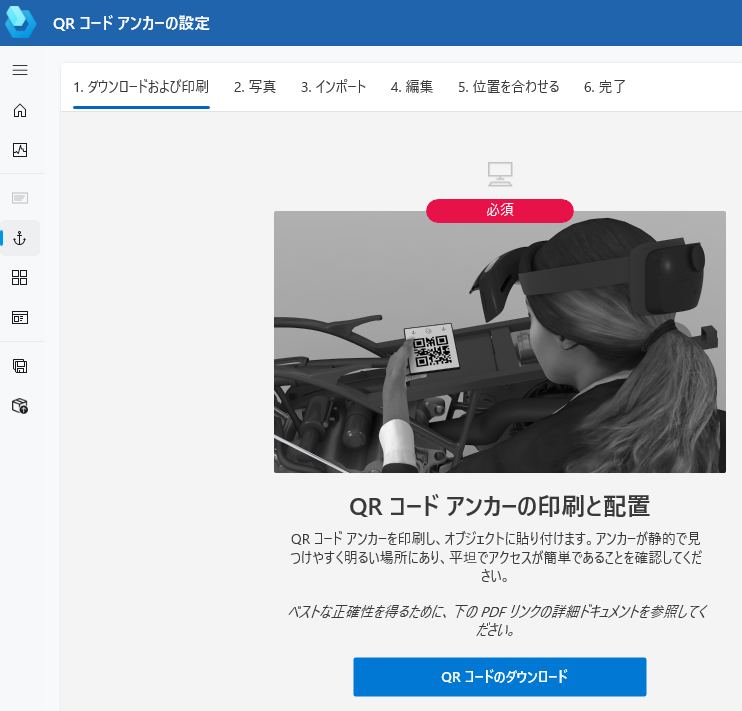 QR コード アンカーの設定
1. ダウンロードおよび印刷 2. 写真 3. インポート 4. 編集 5. 位置を合わせる 6. 完了
必須
QR コード アンカーの印刷と配置
QR コード アンカーを印刷し、オブジェクトに貼り付けます。アンカーが静的で見
つけやすく明るい場所にあり、平坦でアクセスが簡単であることを確認してくだ
さい。
ベストな正確性を得るために、下の PDF リンクの詳細ドキュメントを参照してく
ださい。
QR コードのダウンロード